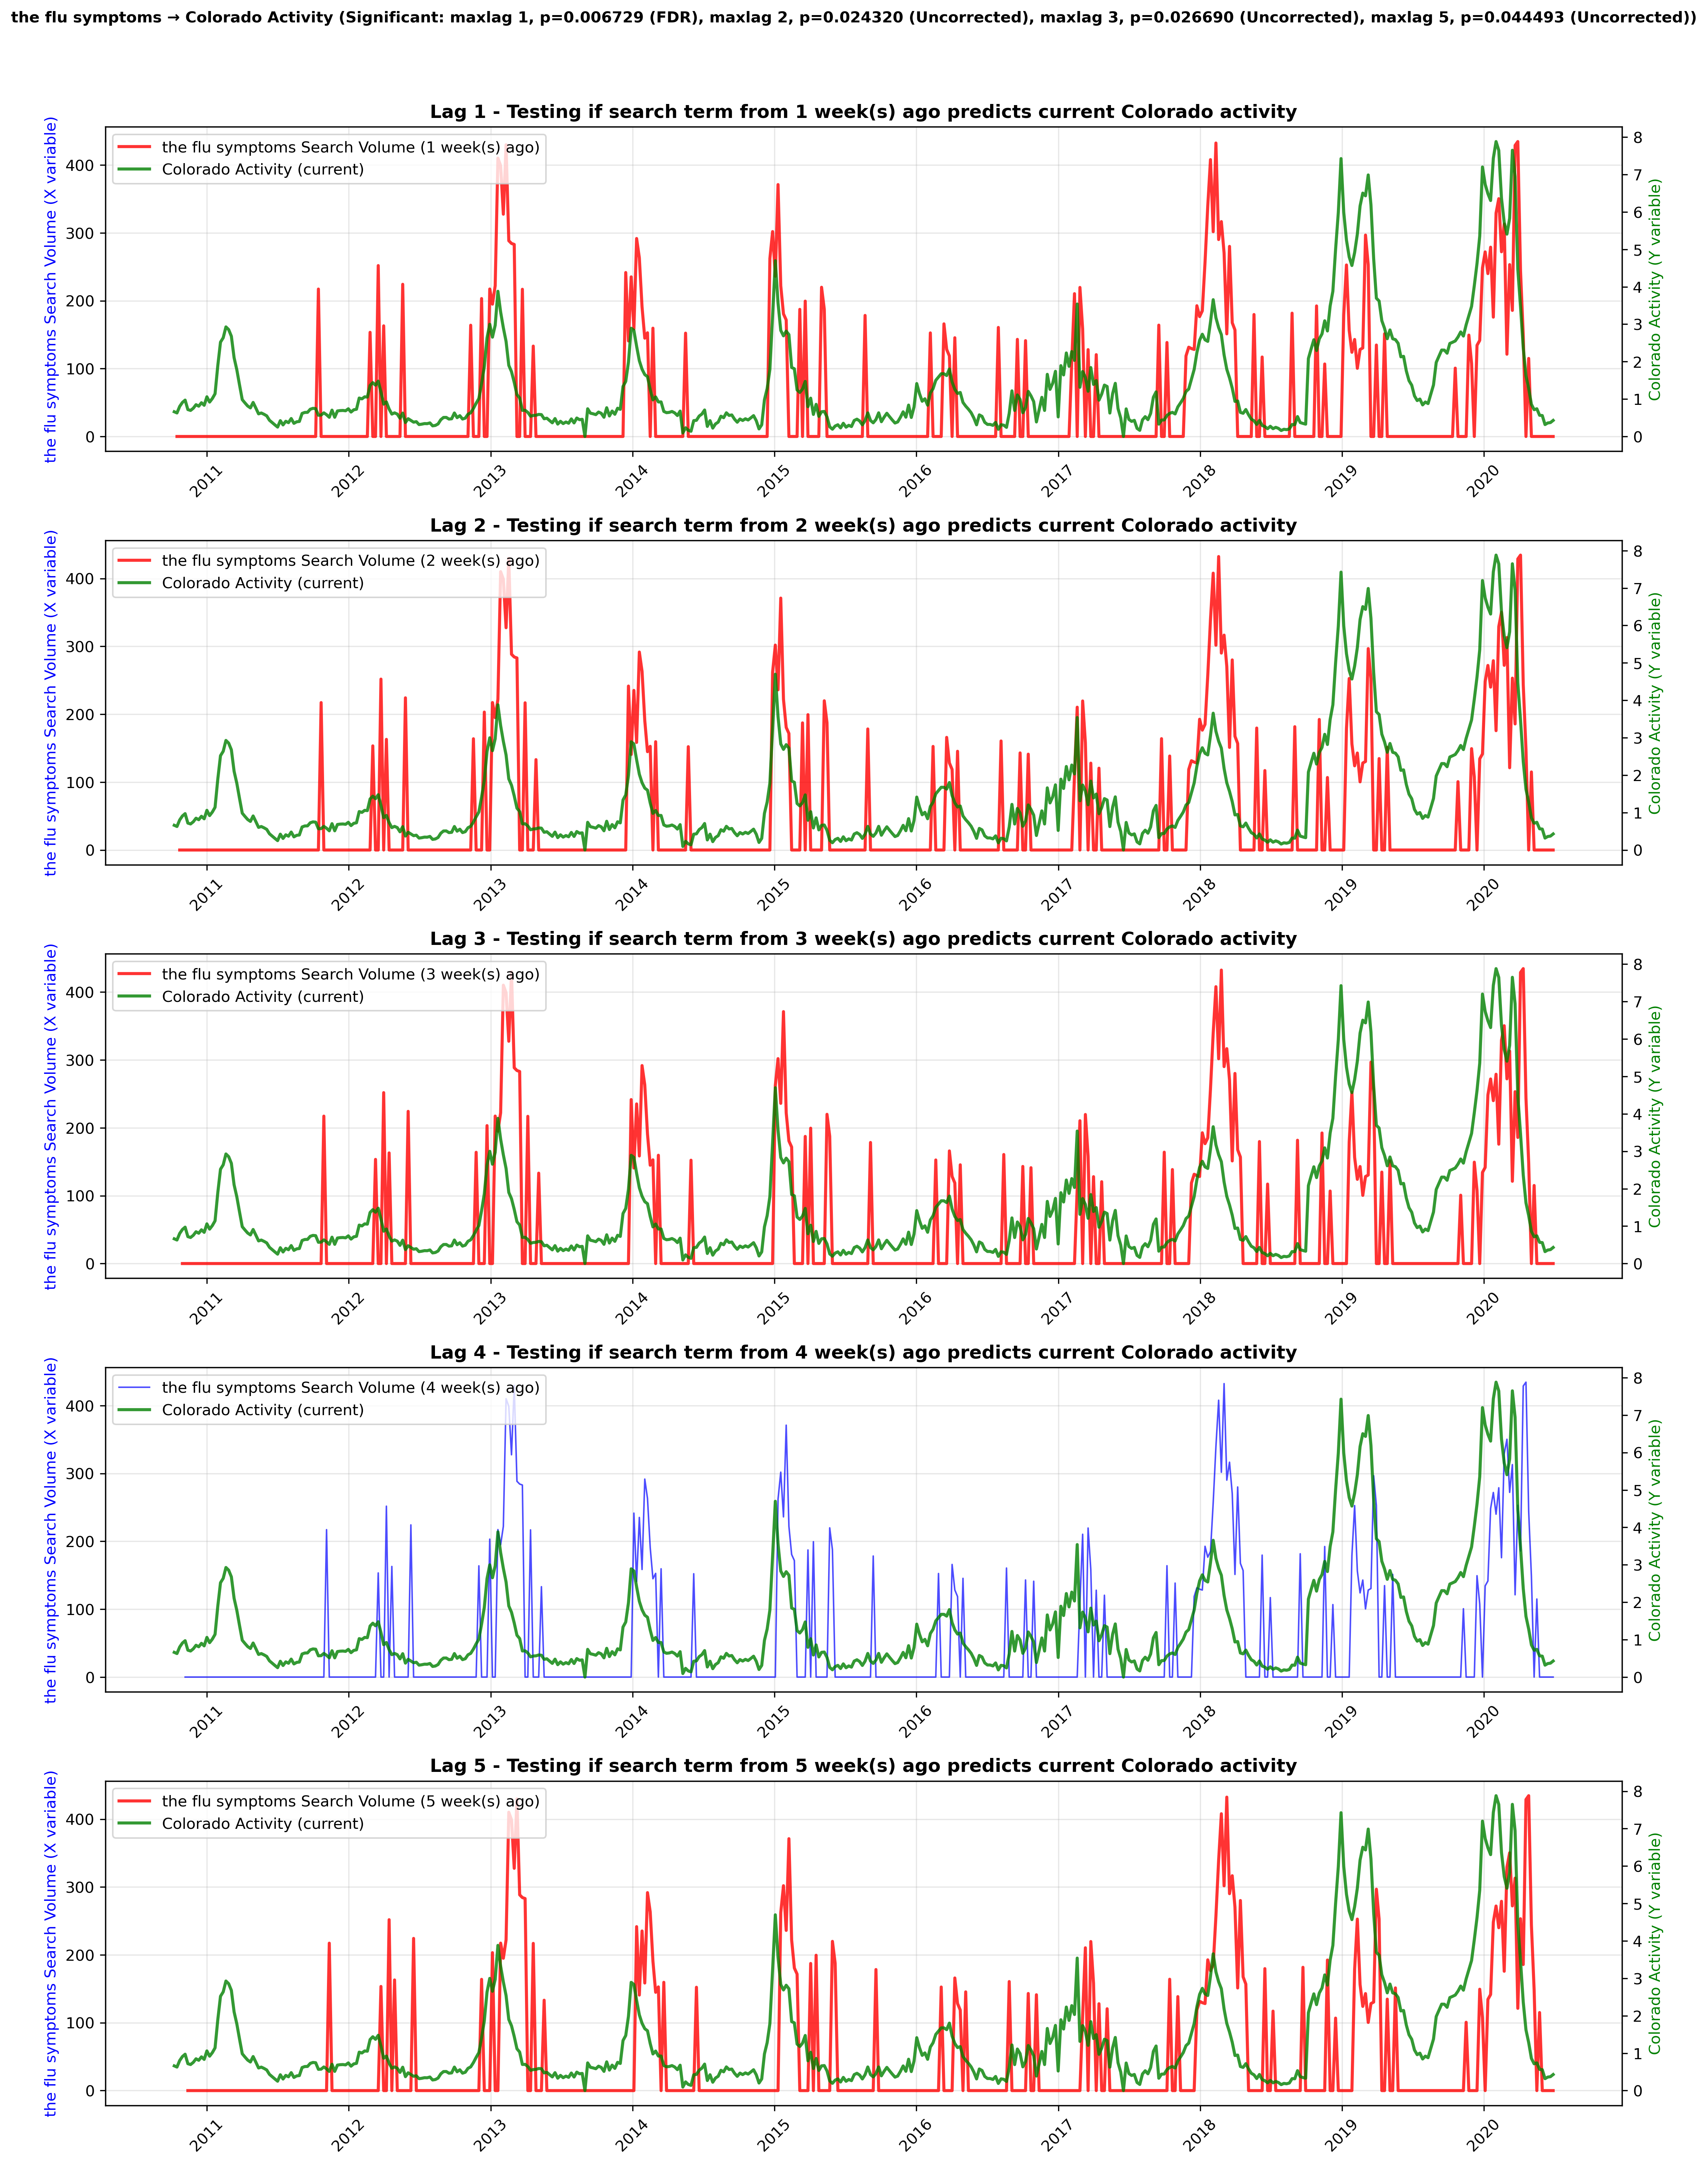 the flu symptoms → Colorado Activity (Significant: maxlag 1, p=0.006729 (FDR), maxlag 2, p=0.024320 (Uncorrected), maxlag 3, p=0.026690 (Uncorrected), maxlag 5, p=0.044493 (Uncorrected))
Lag 1 - Testing if search term from 1 week(s) ago predicts current Colorado activity
the flu symptoms Search Volume (1 week(s) ago)
Colorado Activity (current)
the flu symptoms Search Volume (X variable)
400
300
200
100
0
Colorado Activity (Y variable)
8
7
6
5
4
3
2
1
0
2011 2012 2013 2014 2015 2016 2017 2018 2019 2020
Lag 2 - Testing if search term from 2 week(s) ago predicts current Colorado activity
the flu symptoms Search Volume (2 week(s) ago)
Colorado Activity (current)
the flu symptoms Search Volume (X variable)
400
300
200
100
0
Colorado Activity (Y variable)
8
7
6
5
4
3
2
1
0
2011 2012 2013 2014 2015 2016 2017 2018 2019 2020
Lag 3 - Testing if search term from 3 week(s) ago predicts current Colorado activity
the flu symptoms Search Volume (3 week(s) ago)
Colorado Activity (current)
the flu symptoms Search Volume (X variable)
400
300
200
100
0
Colorado Activity (Y variable)
8
7
6
5
4
3
2
1
0
2011 2012 2013 2014 2015 2016 2017 2018 2019 2020
Lag 4 - Testing if search term from 4 week(s) ago predicts current Colorado activity
the flu symptoms Search Volume (4 week(s) ago)
Colorado Activity (current)
the flu symptoms Search Volume (X variable)
400
300
200
100
0
Colorado Activity (Y variable)
8
7
6
5
4
3
2
1
0
2011 2012 2013 2014 2015 2016 2017 2018 2019 2020
Lag 5 - Testing if search term from 5 week(s) ago predicts current Colorado activity
the flu symptoms Search Volume (5 week(s) ago)
Colorado Activity (current)
the flu symptoms Search Volume (X variable)
400
300
200
100
0
Colorado Activity (Y variable)
8
7
6
5
4
3
2
1
0
2011 2012 2013 2014 2015 2016 2017 2018 2019 2020